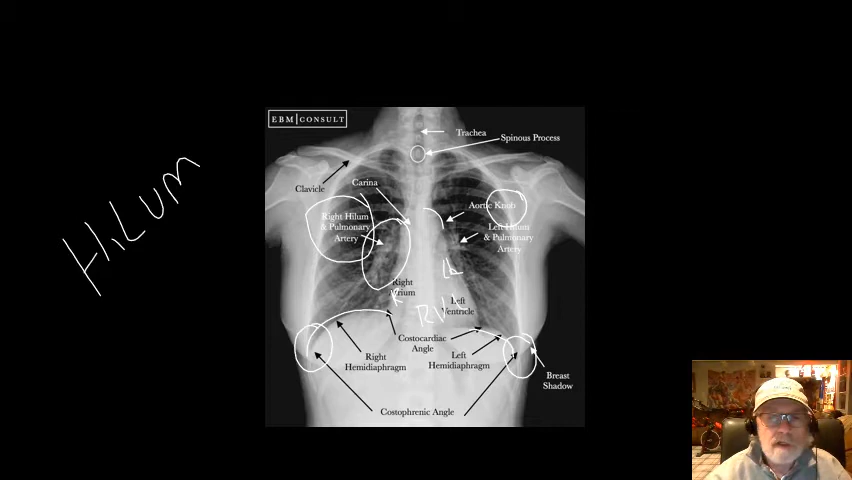 EBM|CONSULT
Trachea
Spinous Process
Clavicle
Carina
Aortic Knob
Right Hilum
& Pulmonary
Artery
Left Hilum
& Pulmonary
Artery
HILUM
Right
Atrium
Left
Ventricle
RV
Costocardiac
Angle
Right
Hemidiaphragm
Left
Hemidiaphragm
Breast
Shadow
Costophrenic Angle